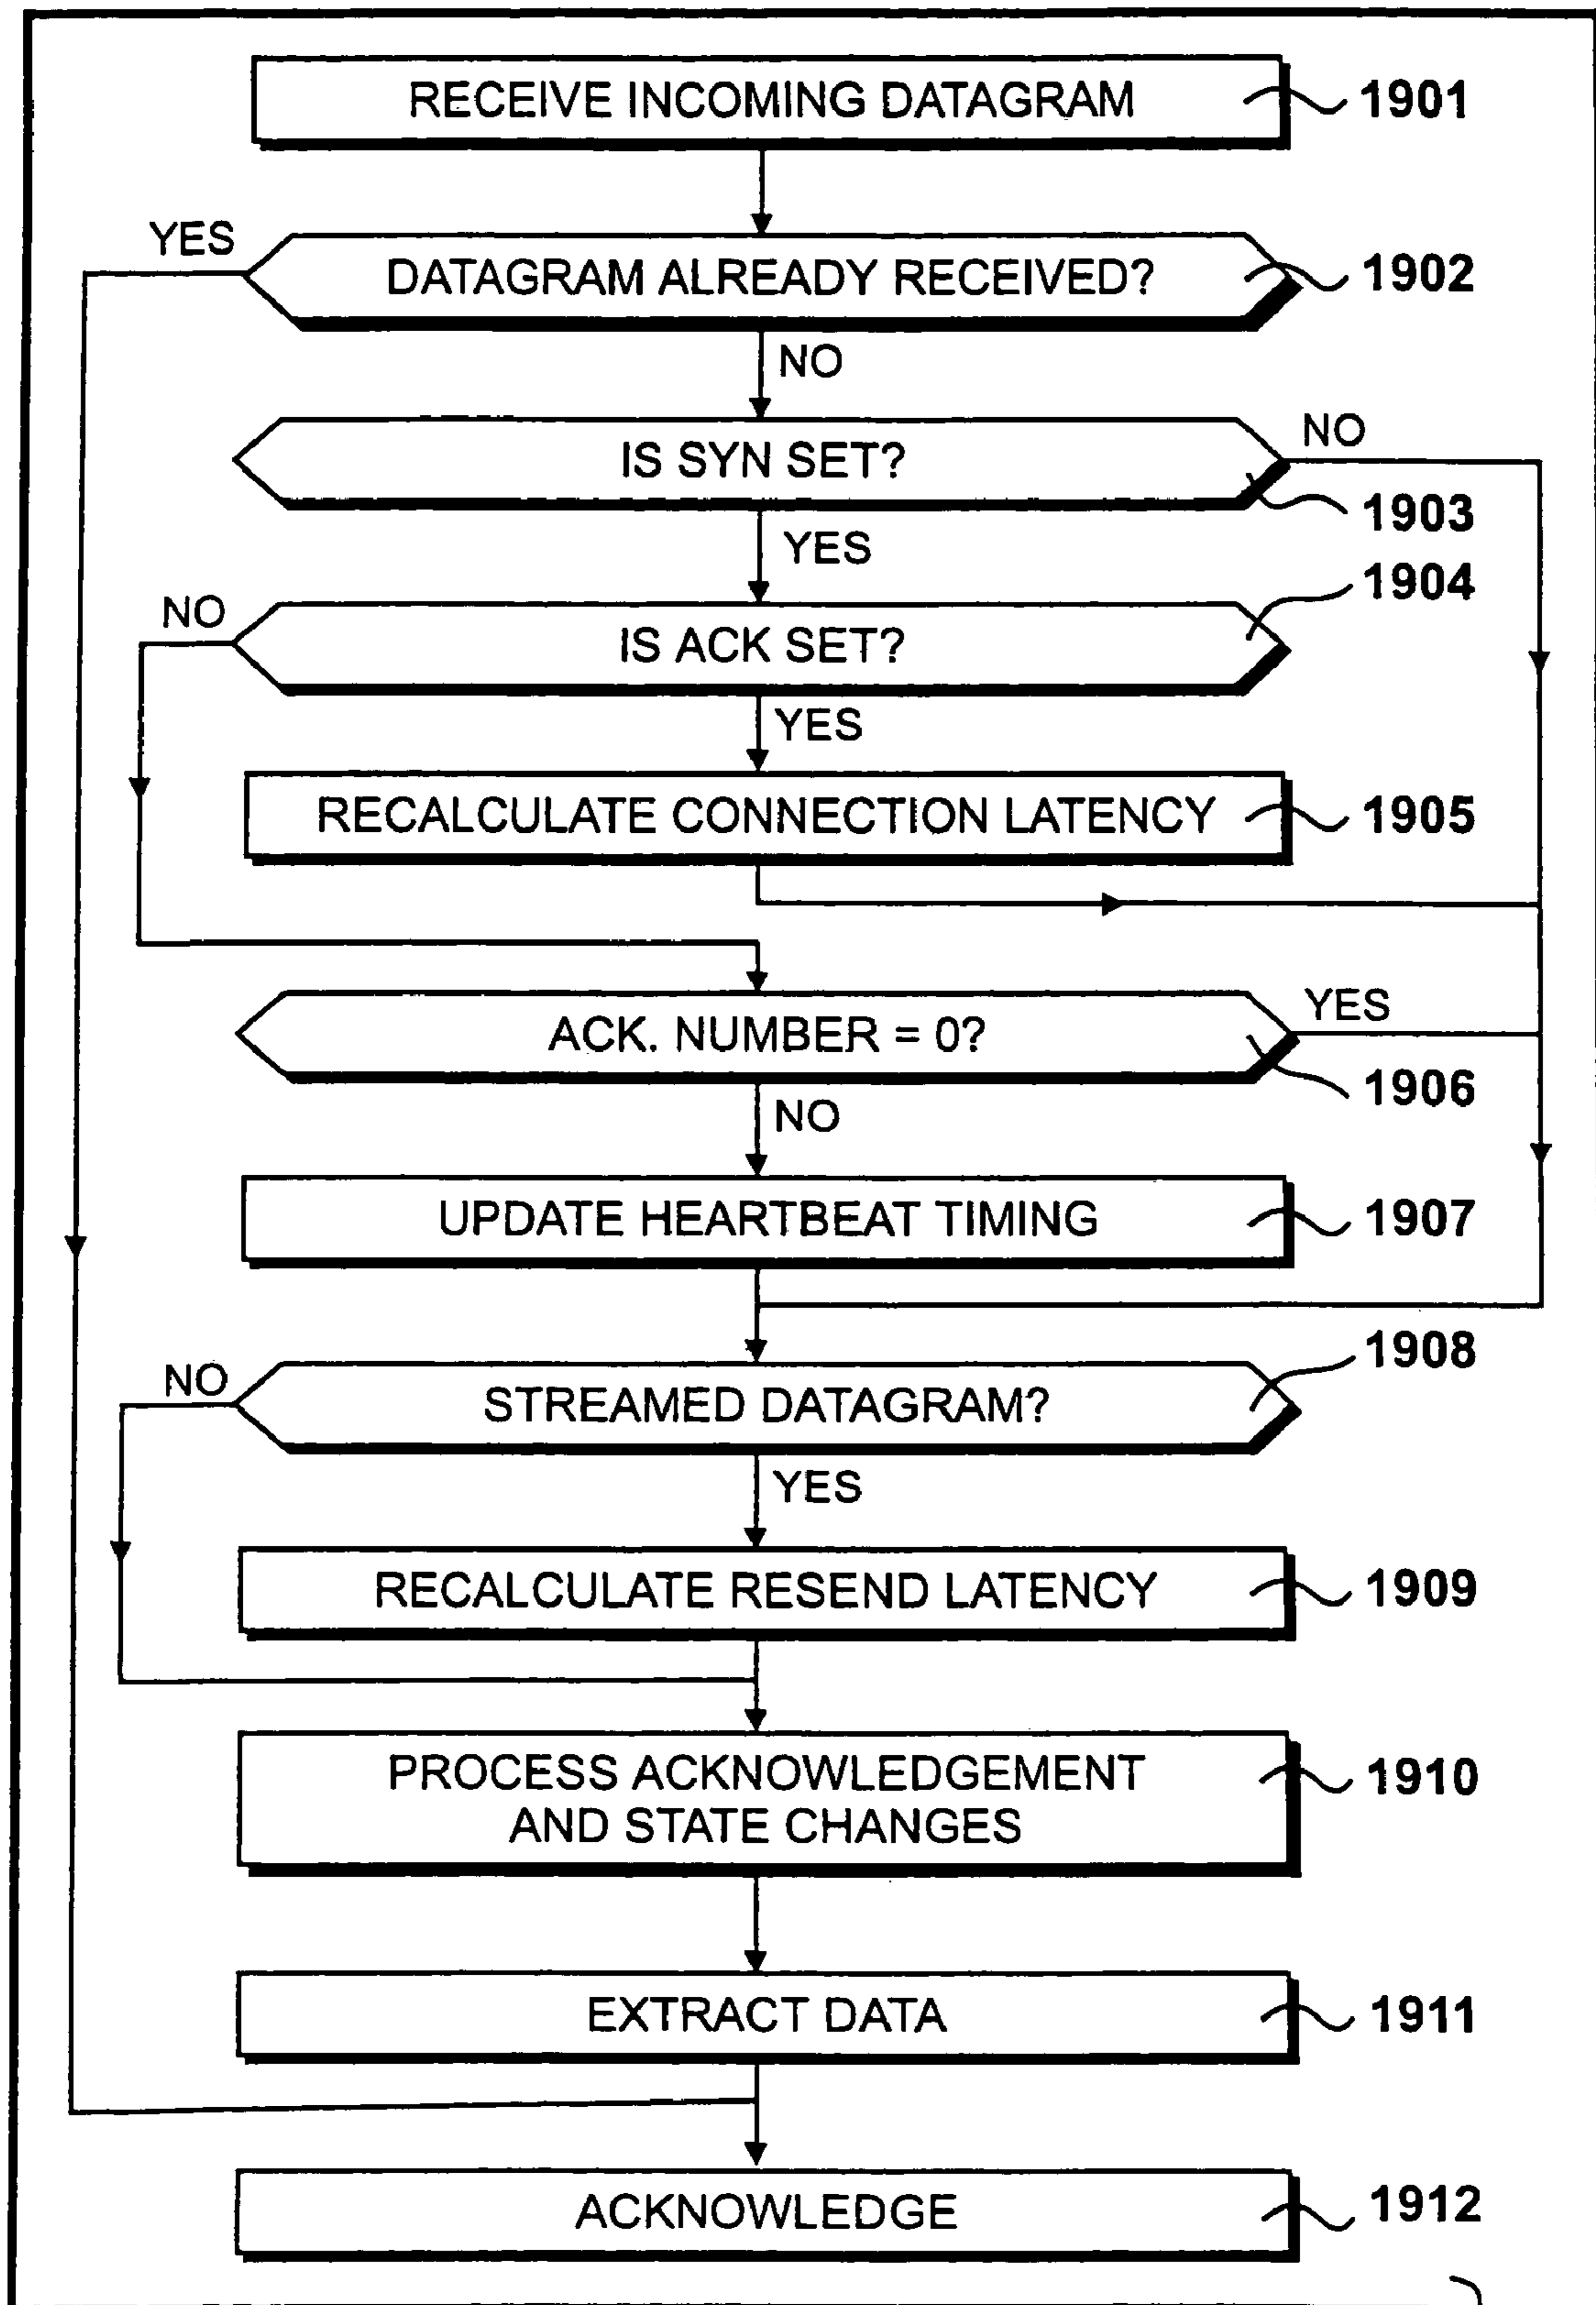 RECEIVE INCOMING DATAGRAM
1901
YES
DATAGRAM ALREADY RECEIVED?
1902
NO
IS SYN SET?
NO
1903
YES
1904
NO
IS ACK SET?
YES
RECALCULATE CONNECTION LATENCY
1905
ACK. NUMBER = 0?
YES
1906
NO
UPDATE HEARTBEAT TIMING
1907
1908
NO
STREAMED DATAGRAM?
YES
RECALCULATE RESEND LATENCY
1909
PROCESS ACKNOWLEDGEMENT
AND STATE CHANGES
1910
EXTRACT DATA
1911
ACKNOWLEDGE
1912